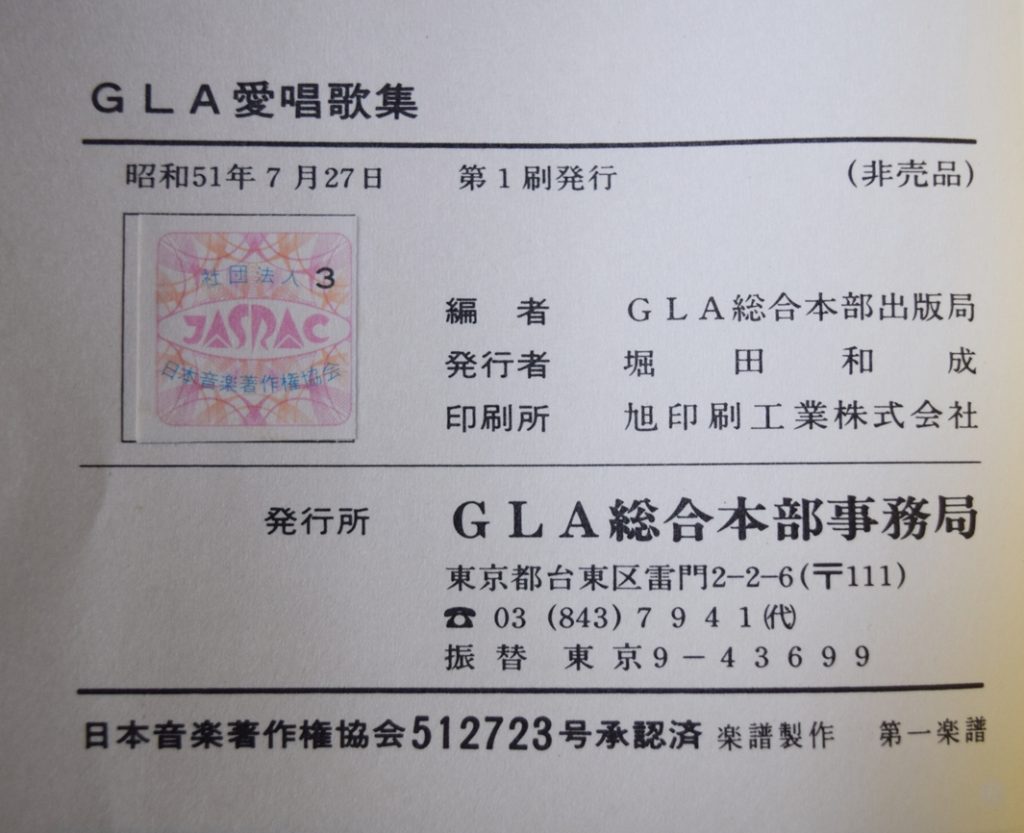 GLA愛唱歌集
昭和51年7月27日 第1刷発行 (非売品)
社団法人 3
JASRAC
日本音楽著作権協会
編者 GLA総合本部出版局
発行者 堀田和成
印刷所 旭印刷工業株式会社
発行所 GLA総合本部事務局
東京都台東区雷門2-2-6(〒111)
☎ 03 (843) 7941(代)
振替 東京9-43699
日本音楽著作権協会512723号承認済 楽譜製作 第一楽譜